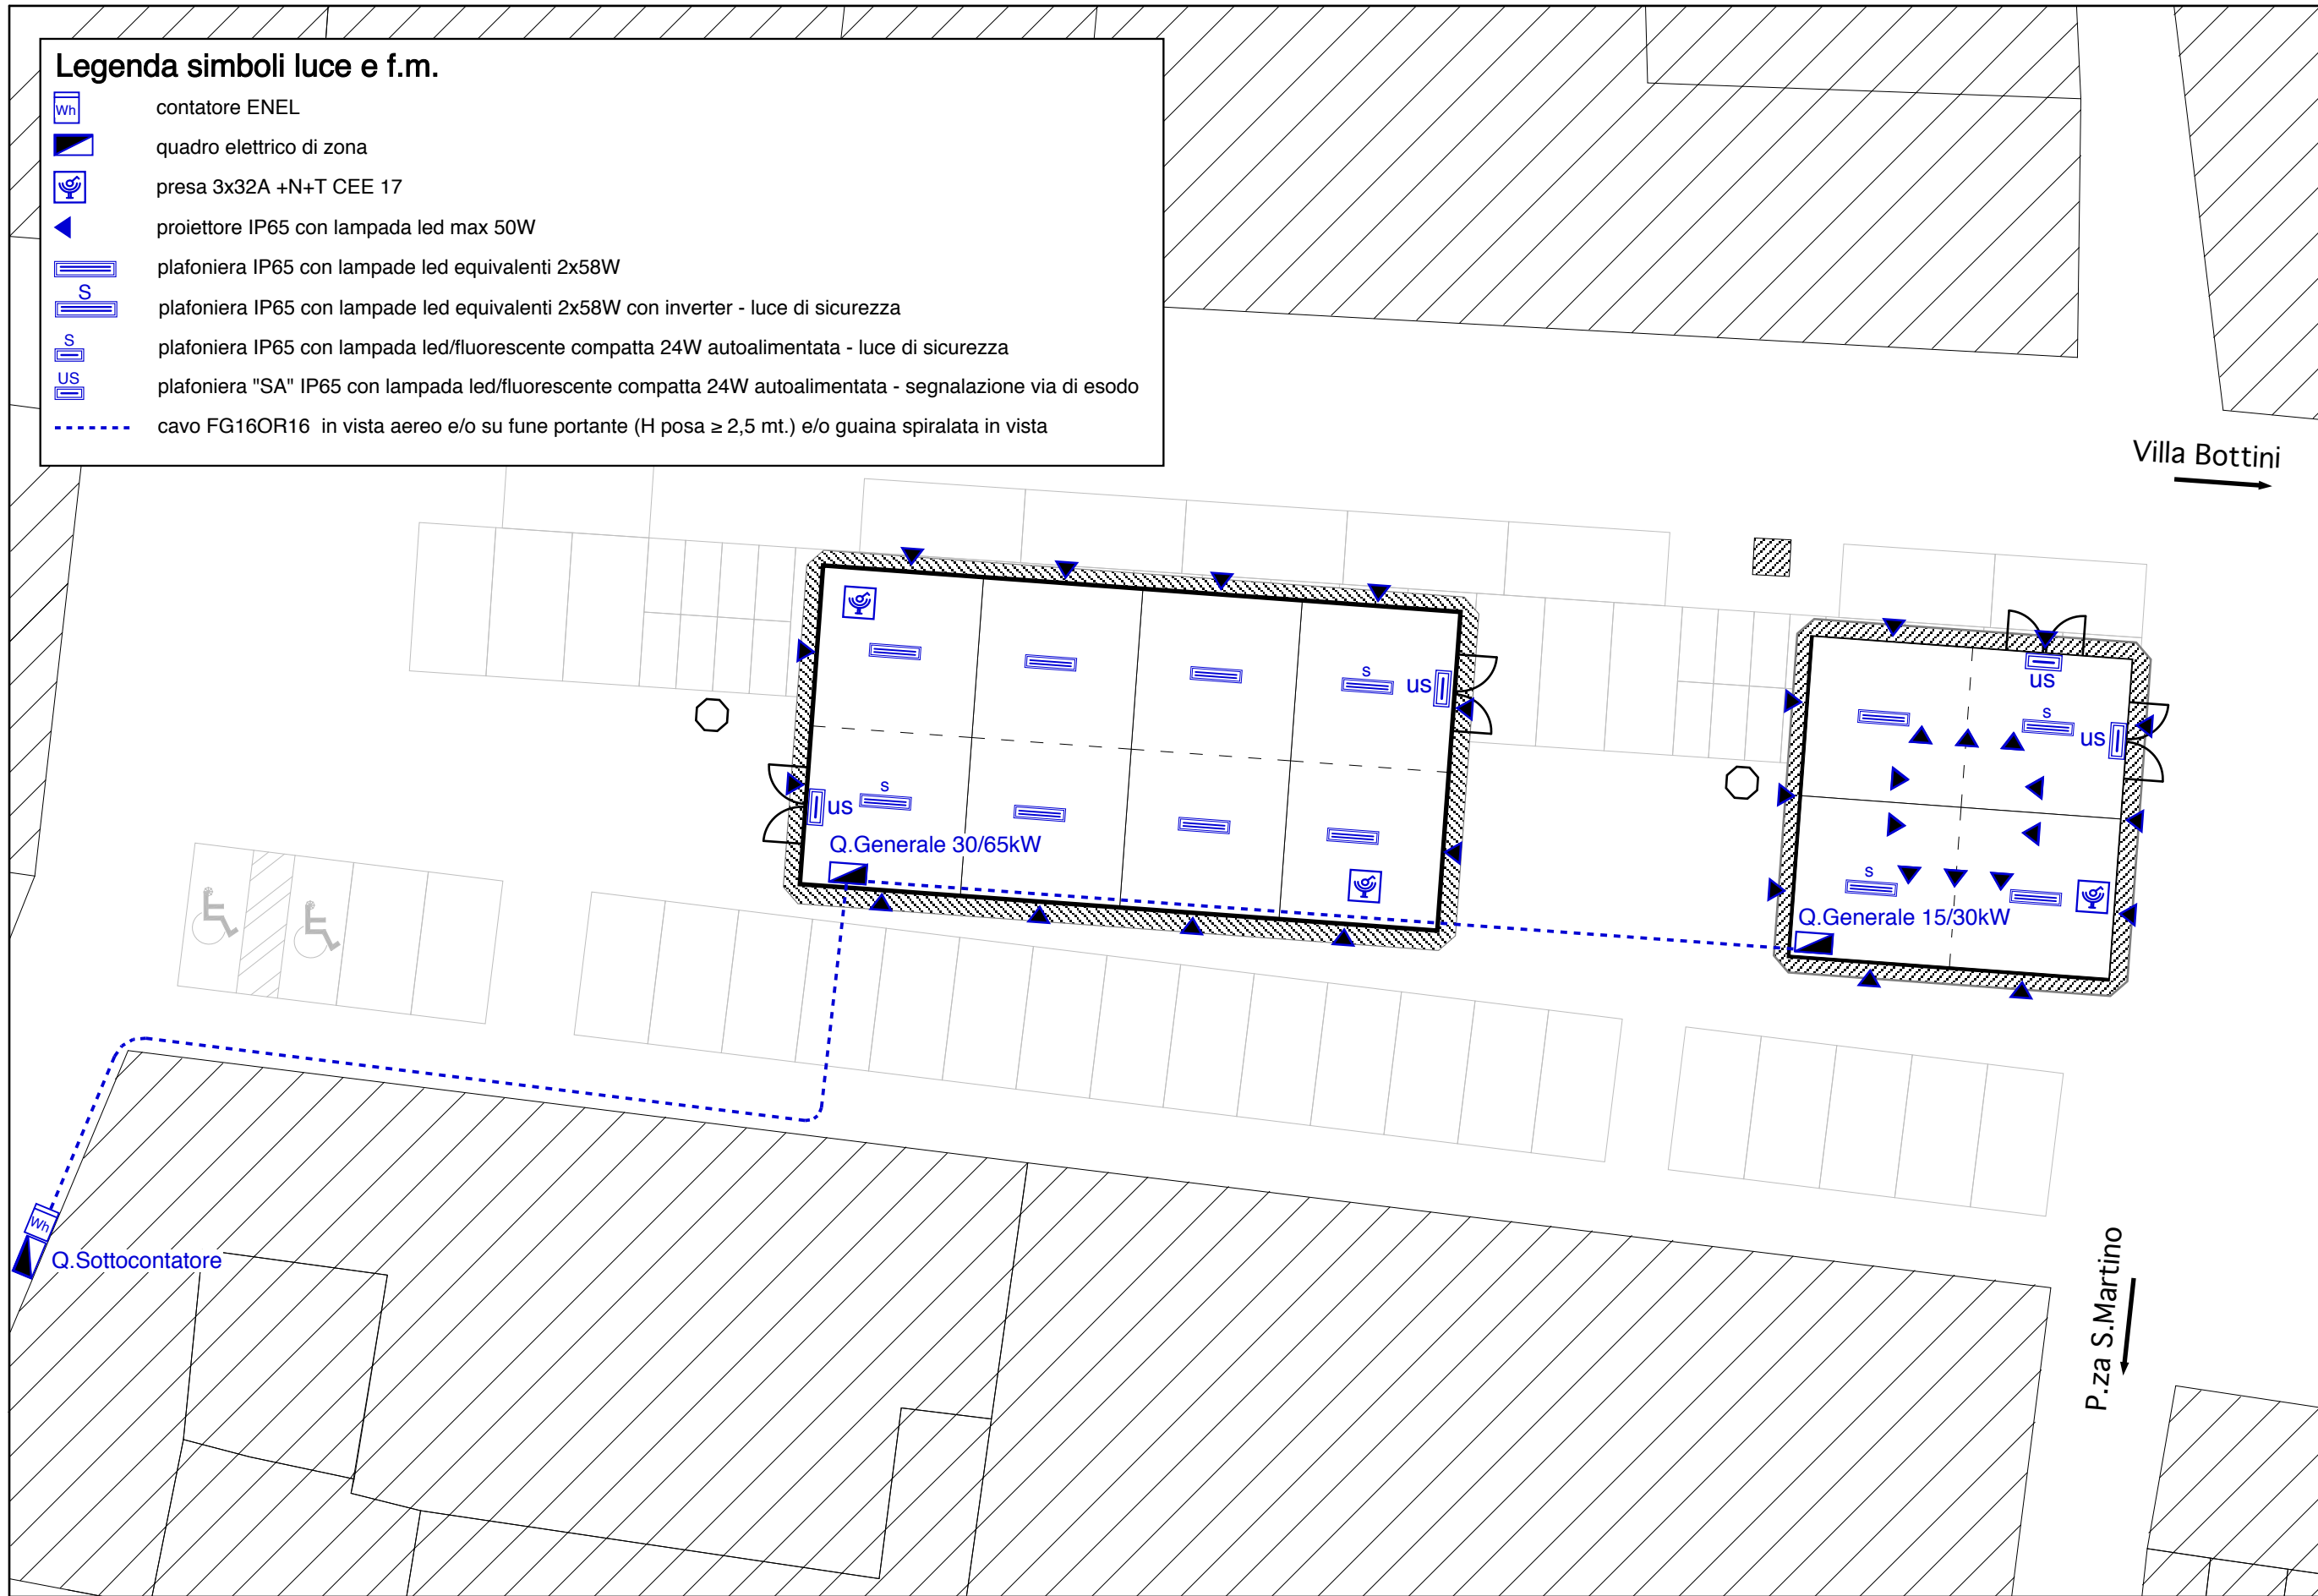 Legenda simboli luce e f.m.
Wh
contatore ENEL
quadro elettrico di zona
presa 3x32A +N+T CEE 17
proiettore IP65 con lampada led max 50W
plafoniera IP65 con lampade led equivalenti 2x58W
S
plafoniera IP65 con lampade led equivalenti 2x58W con inverter - luce di sicurezza
S
plafoniera IP65 con lampada led/fluorescente compatta 24W autoalimentata - luce di sicurezza
US
plafoniera "SA" IP65 con lampada led/fluorescente compatta 24W autoalimentata - segnalazione via di esodo
cavo FG16OR16 in vista aereo e/o su fune portante (H posa ≥ 2,5 mt.) e/o guaina spiralata in vista
Villa Bottini
s
us
us
s
us
s
us
Q.Generale 30/65kW
s
Q.Generale 15/30kW
Wh
Q.Sottocontatore
P.za S.Martino